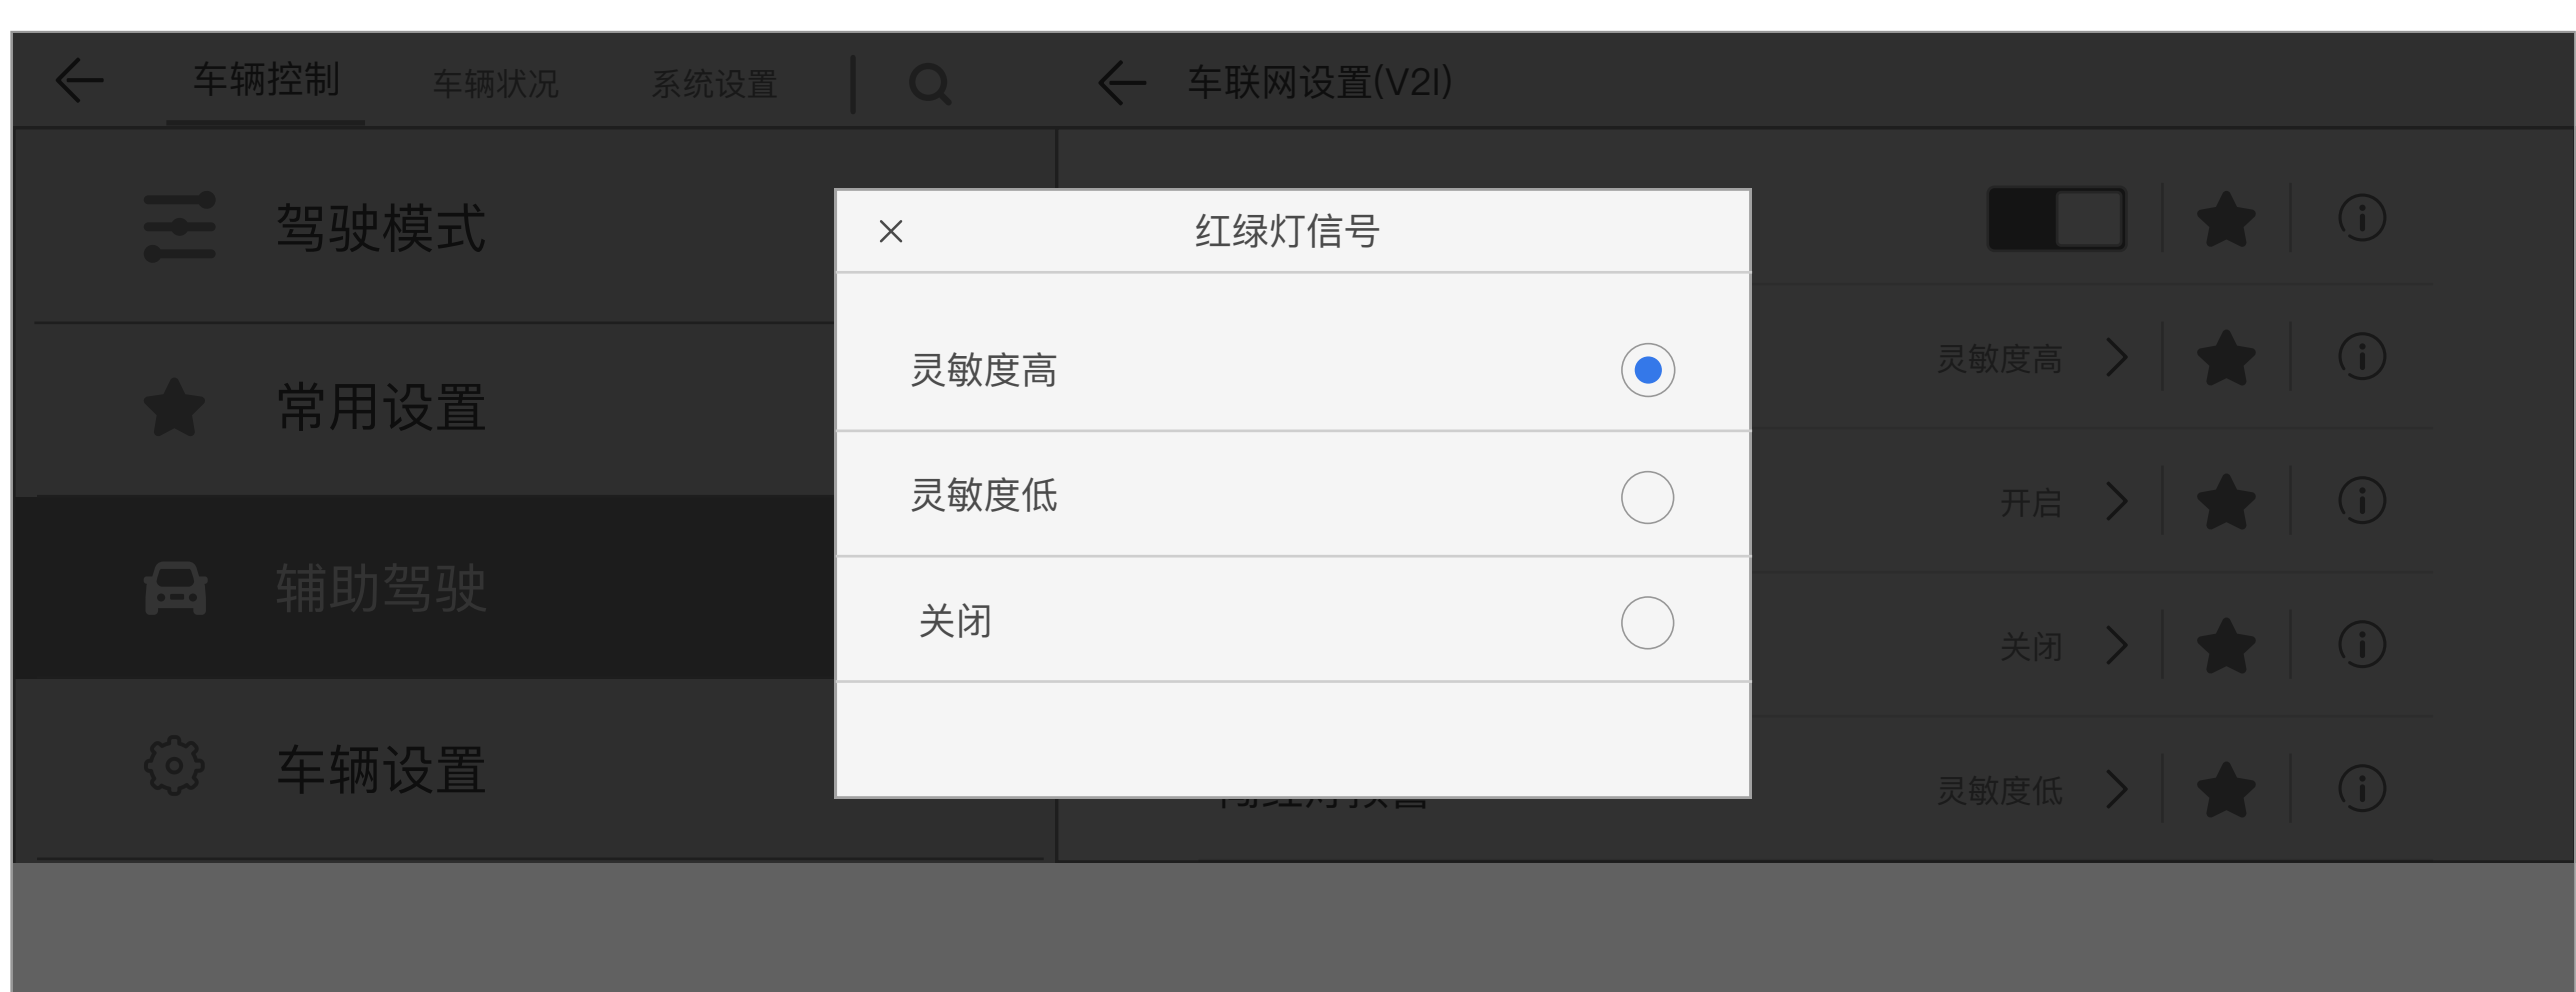 车辆控制 车辆状况 系统设置 车联网设置(V2I)
驾驶模式
常用设置
辅助驾驶
车辆设置
红绿灯信号
灵敏度高
灵敏度低
关闭
灵敏度高
开启
关闭
灵敏度低